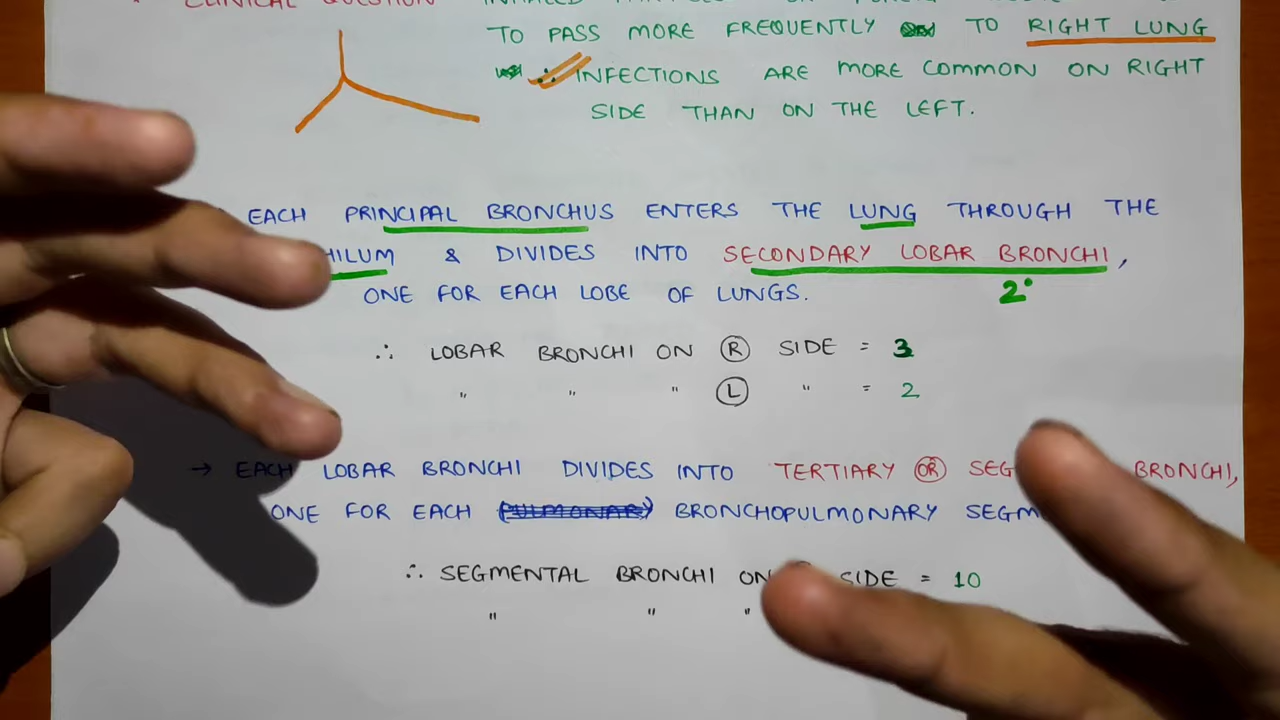 CLINICAL QUESTION
TO PASS MORE FREQUENTLY TO RIGHT LUNG
∴ INFECTIONS ARE MORE COMMON ON RIGHT
SIDE THAN ON THE LEFT.
EACH PRINCIPAL BRONCHUS ENTERS THE LUNG THROUGH THE
HILUM & DIVIDES INTO SECONDARY LOBAR BRONCHI,
ONE FOR EACH LOBE OF LUNGS. 2°
∴ LOBAR BRONCHI ON R SIDE = 3
" " " L " = 2
→ EACH LOBAR BRONCHI DIVIDES INTO TERTIARY OR BRONCHI,
ONE FOR EACH (PULMONARY) BRONCHOPULMONARY
∴ SEGMENTAL BRONCHI ON SIDE = 10
" " "